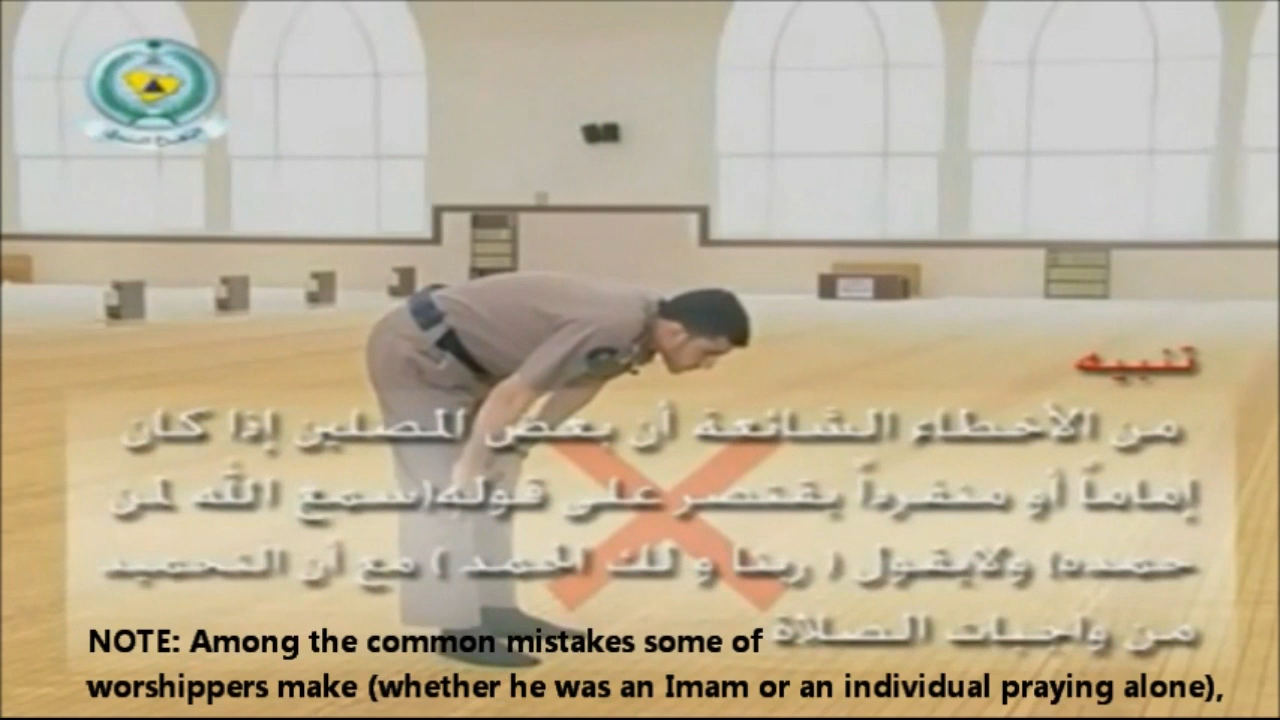 تنبيه
من الأخطاء الشائعة أن بعض المصلين إذا كان
إماماً أو منفرداً يقتصر على قوله(سمع الله لمن
حمده) ولايقول ( ربنا و لك الحمد ) مع أن التحميد
من واجبات الصلاة
NOTE: Among the common mistakes some of
worshippers make (whether he was an Imam or an individual praying alone),